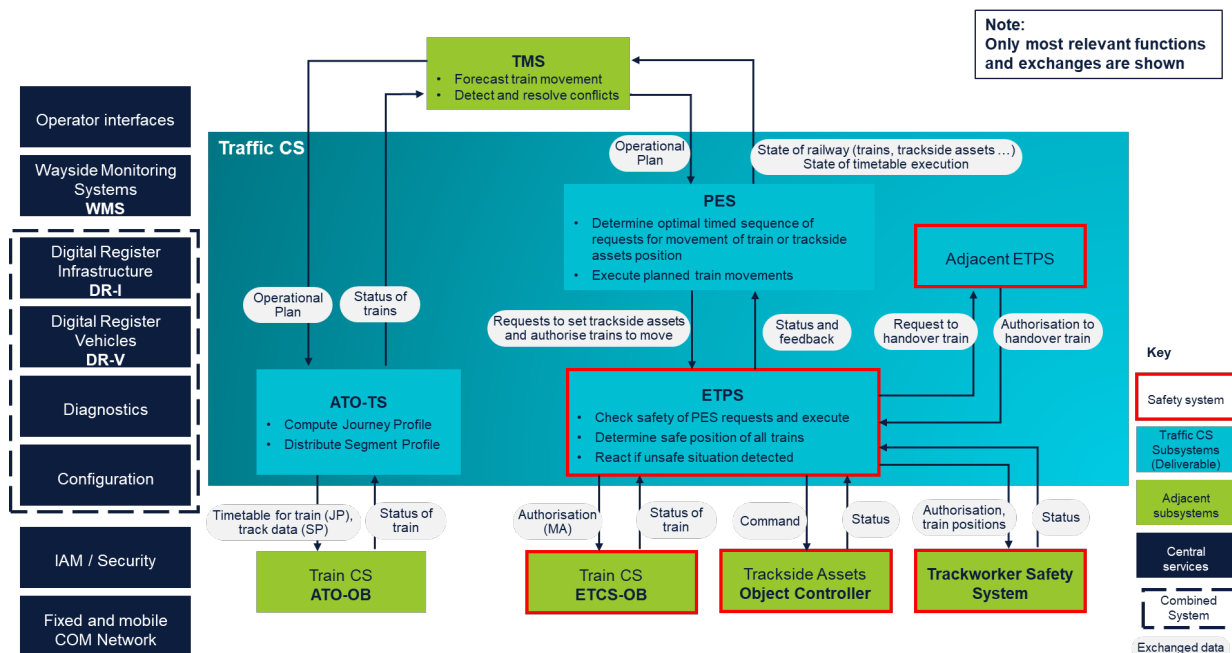 Note:
Only most relevant functions
and exchanges are shown
TMS
• Forecast train movement
• Detect and resolve conflicts
Operator interfaces
Wayside Monitoring
Systems
WMS
Digital Register
Infrastructure
DR-I
Digital Register
Vehicles
DR-V
Diagnostics
Configuration
IAM / Security
Fixed and mobile
COM Network
Traffic CS
Operational
Plan
State of railway (trains, trackside assets ...)
State of timetable execution
PES
• Determine optimal timed sequence of
requests for movement of train or trackside
assets position
• Execute planned train movements
Adjacent ETPS
Operational
Plan
Status of
trains
Requests to set trackside assets
and authorise trains to move
Status and
feedback
Request to
handover train
Authorisation to
handover train
ATO-TS
• Compute Journey Profile
• Distribute Segment Profile
ETPS
• Check safety of PES requests and execute
• Determine safe position of all trains
• React if unsafe situation detected
Timetable for train (JP),
track data (SP)
Status of
train
Authorisation
(MA)
Status of
train
Command
Status
Authorisation,
train positions
Status
Train CS
ATO-OB
Train CS
ETCS-OB
Trackside Assets
Object Controller
Trackworker Safety
System
Key
Safety system
Traffic CS
Subsystems
(Deliverable)
Adjacent
subsystems
Central
services
Combined
System
Exchanged data